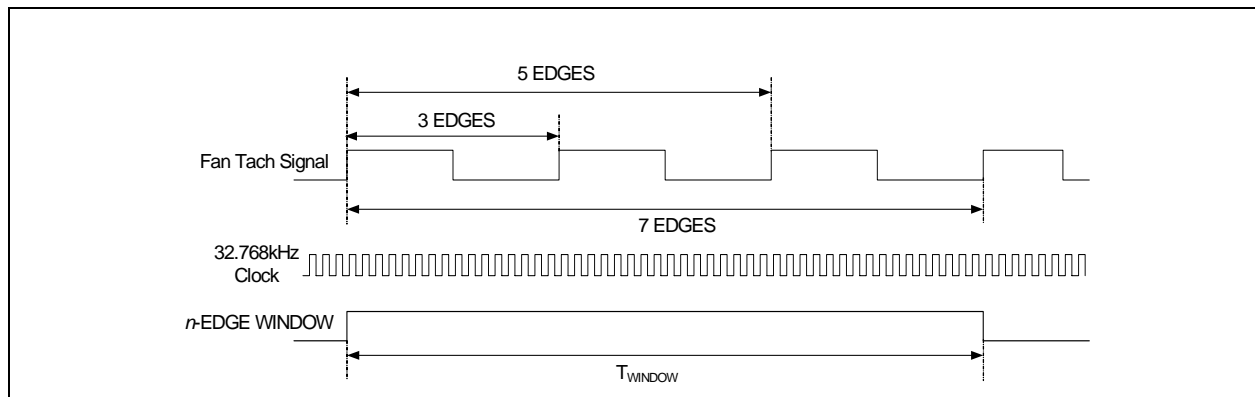 5 EDGES
3 EDGES
Fan Tach Signal
7 EDGES
32.768kHz
Clock
n-EDGE WINDOW
TWINDOW